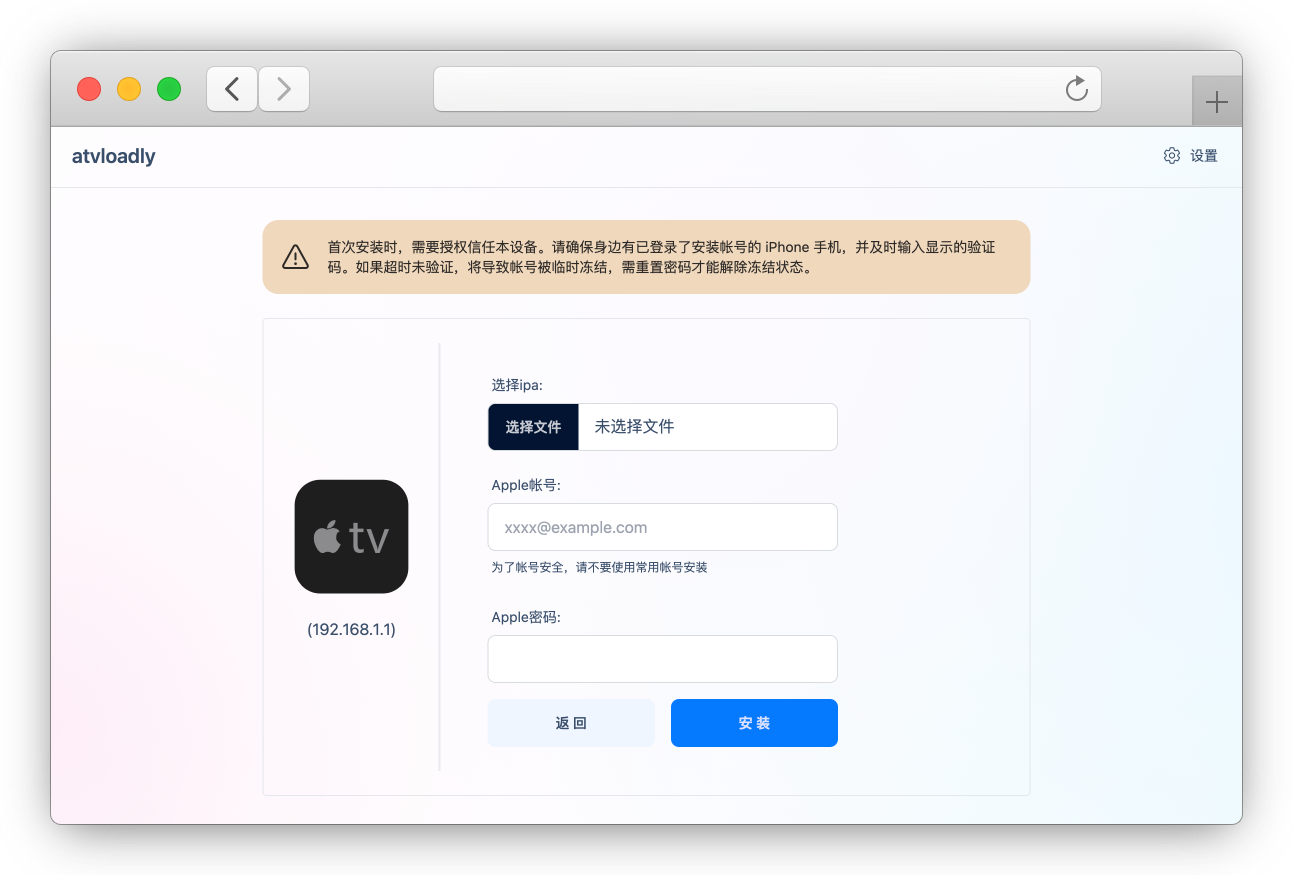 atvloadly
设置
首次安装时，需要授权信任本设备。请确保身边有已登录了安装帐号的 iPhone 手机，并及时输入显示的验证
码。如果超时未验证，将导致帐号被临时冻结，需重置密码才能解除冻结状态。
选择ipa:
选择文件 未选择文件
Apple帐号:
xxxx@example.com
为了帐号安全，请不要使用常用帐号安装
tv
(192.168.1.1)
Apple密码:
返 回
安 装